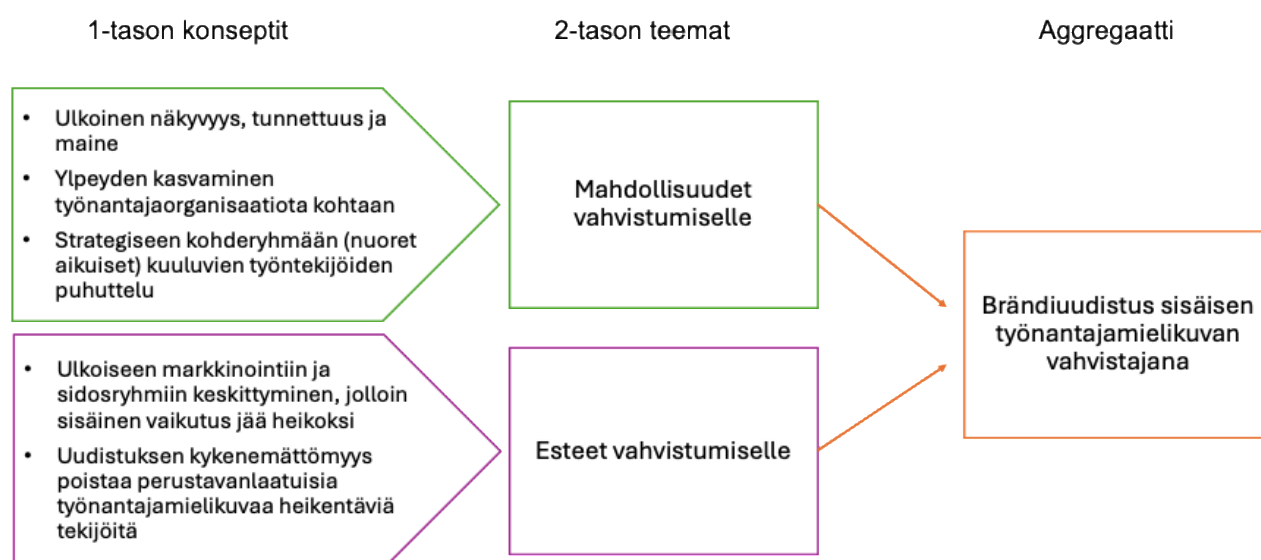 1-tason konseptit
2-tason teemat
Aggregaatti
• Ulkoinen näkyvyys, tunnettuus ja
maine
• Ylpeyden kasvaminen
työnantajaorganisaatiota kohtaan
• Strategiseen kohderyhmään (nuoret
aikuiset) kuuluvien työntekijöiden
puhuttelu
Mahdollisuudet
vahvistumiselle
• Ulkoiseen markkinointiin ja
sidosryhmiin keskittyminen, jolloin
sisäinen vaikutus jää heikoksi
• Uudistuksen kykenemättömyys
poistaa perustavanlaatuisia
työnantajamielikuvaa heikentäviä
tekijöitä
Esteet vahvistumiselle
Brändiuudistus sisäisen
työnantajamielikuvan
vahvistajana